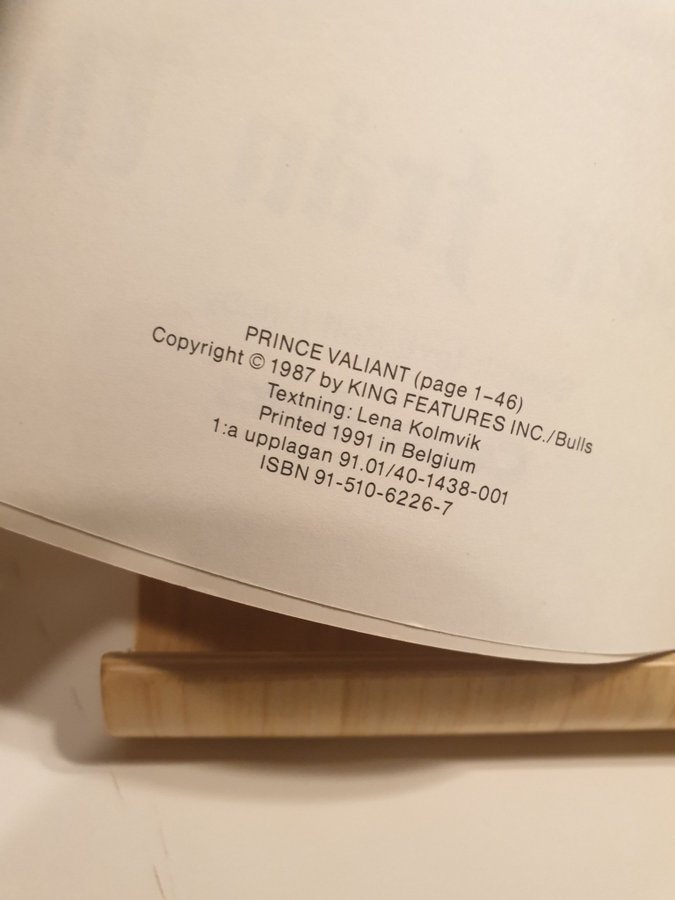 PRINCE VALIANT (page 1–46)
Copyright © 1987 by KING FEATURES INC./Bulls
Textning: Lena Kolmvik
Printed 1991 in Belgium
1:a upplagan 91.01/40-1438-001
ISBN 91-510-6226-7